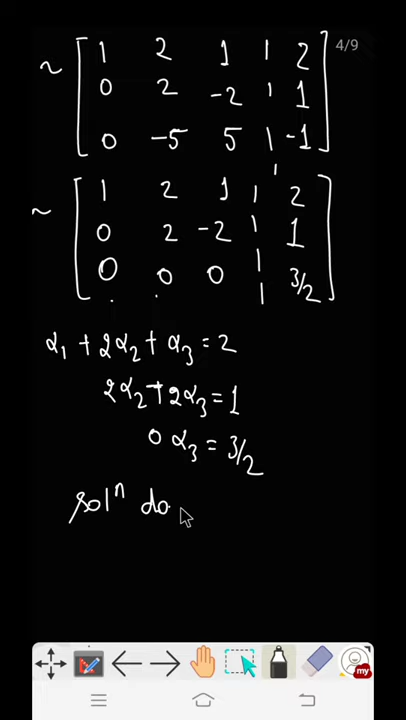 4/9
~ [ 1 2 1 | 2
0 2 -2 | 1
0 -5 5 | -1 ]
~ [ 1 2 1 | 2
0 2 -2 | 1
0 0 0 | 3/2 ]
α₁ + 2α₂ + α₃ = 2
2α₂ + 2α₃ = 1
0 α₃ = 3/2
solⁿ do
my